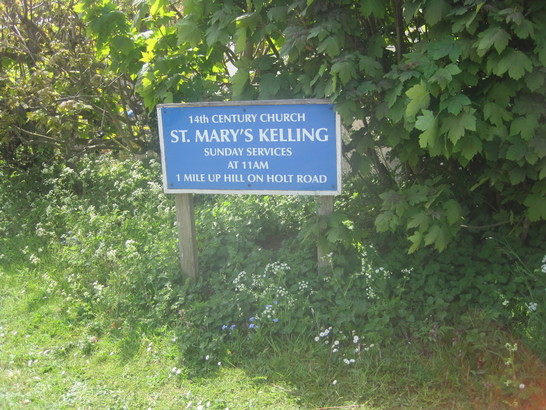 14th CENTURY CHURCH
ST. MARY'S KELLING
SUNDAY SERVICES
AT 11AM
1 MILE UP HILL ON HOLT ROAD